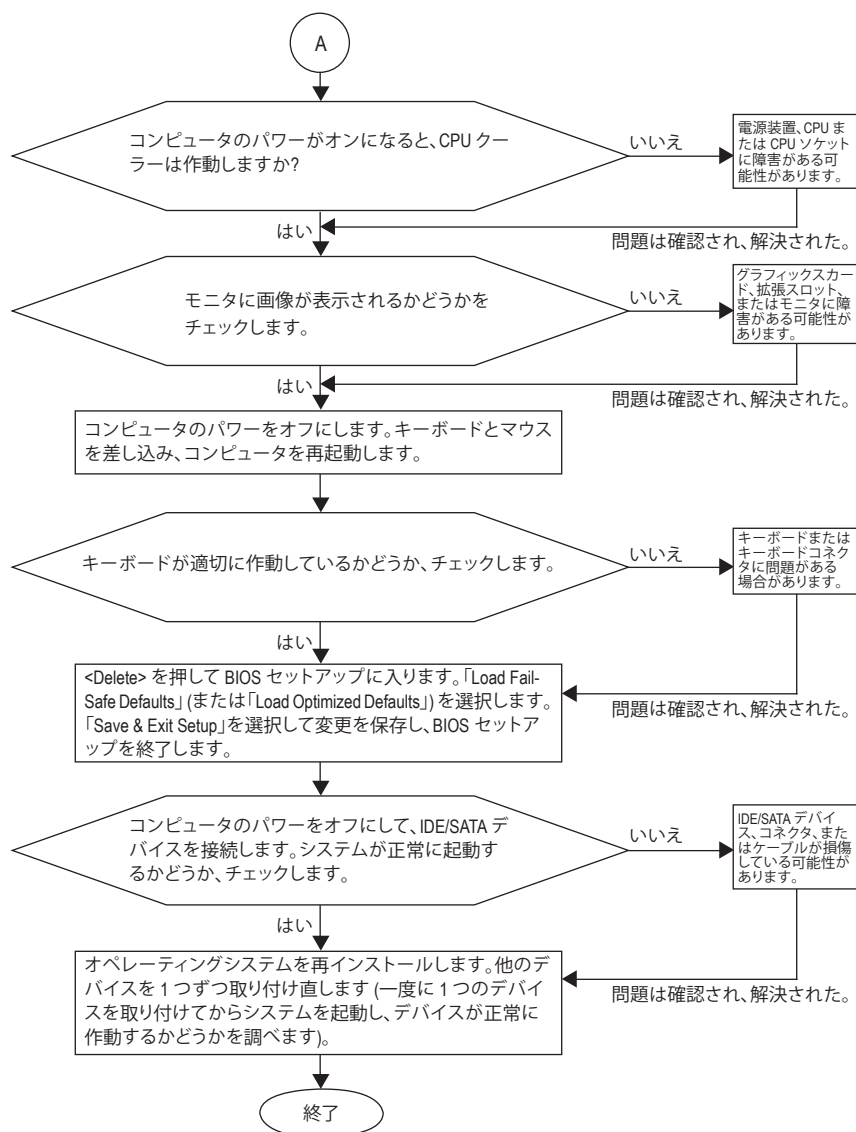 A
コンピュータのパワーがオンになると、CPU クー
ラーは作動しますか?
いいえ
電源装置、CPU ま
たは CPU ソケット
に障害がある可
能性があります。
はい
問題は確認され、解決された。
モニタに画像が表示されるかどうかを
チェックします。
いいえ
グラフィックスカー
ド、拡張スロット、
またはモニタに障
害がある可能性が
あります。
はい
問題は確認され、解決された。
コンピュータのパワーをオフにします。キーボードとマウス
を差し込み、コンピュータを再起動します。
キーボードが適切に作動しているかどうか、チェックします。
いいえ
キーボードまたは
キーボードコネク
タに問題がある
場合があります。
はい
<Delete> を押して BIOS セットアップに入ります。「Load Fail-
Safe Defaults」 (または「Load Optimized Defaults」) を選択します。
「Save & Exit Setup」を選択して変更を保存し、BIOS セットア
ップを終了します。
問題は確認され、解決された。
コンピュータのパワーをオフにして、IDE/SATA デ
バイスを接続します。システムが正常に起動す
るかどうか、チェックします。
いいえ
IDE/SATA デバイ
ス、コネクタ、また
はケーブルが損傷
している可能性が
あります。
はい
オペレーティングシステムを再インストールします。他のデ
バイスを 1 つずつ取り付け直します (一度に 1 つのデバイ
スを取り付けてからシステムを起動し、デバイスが正常に
作動するかどうかを調べます)。
問題は確認され、解決された。
終了